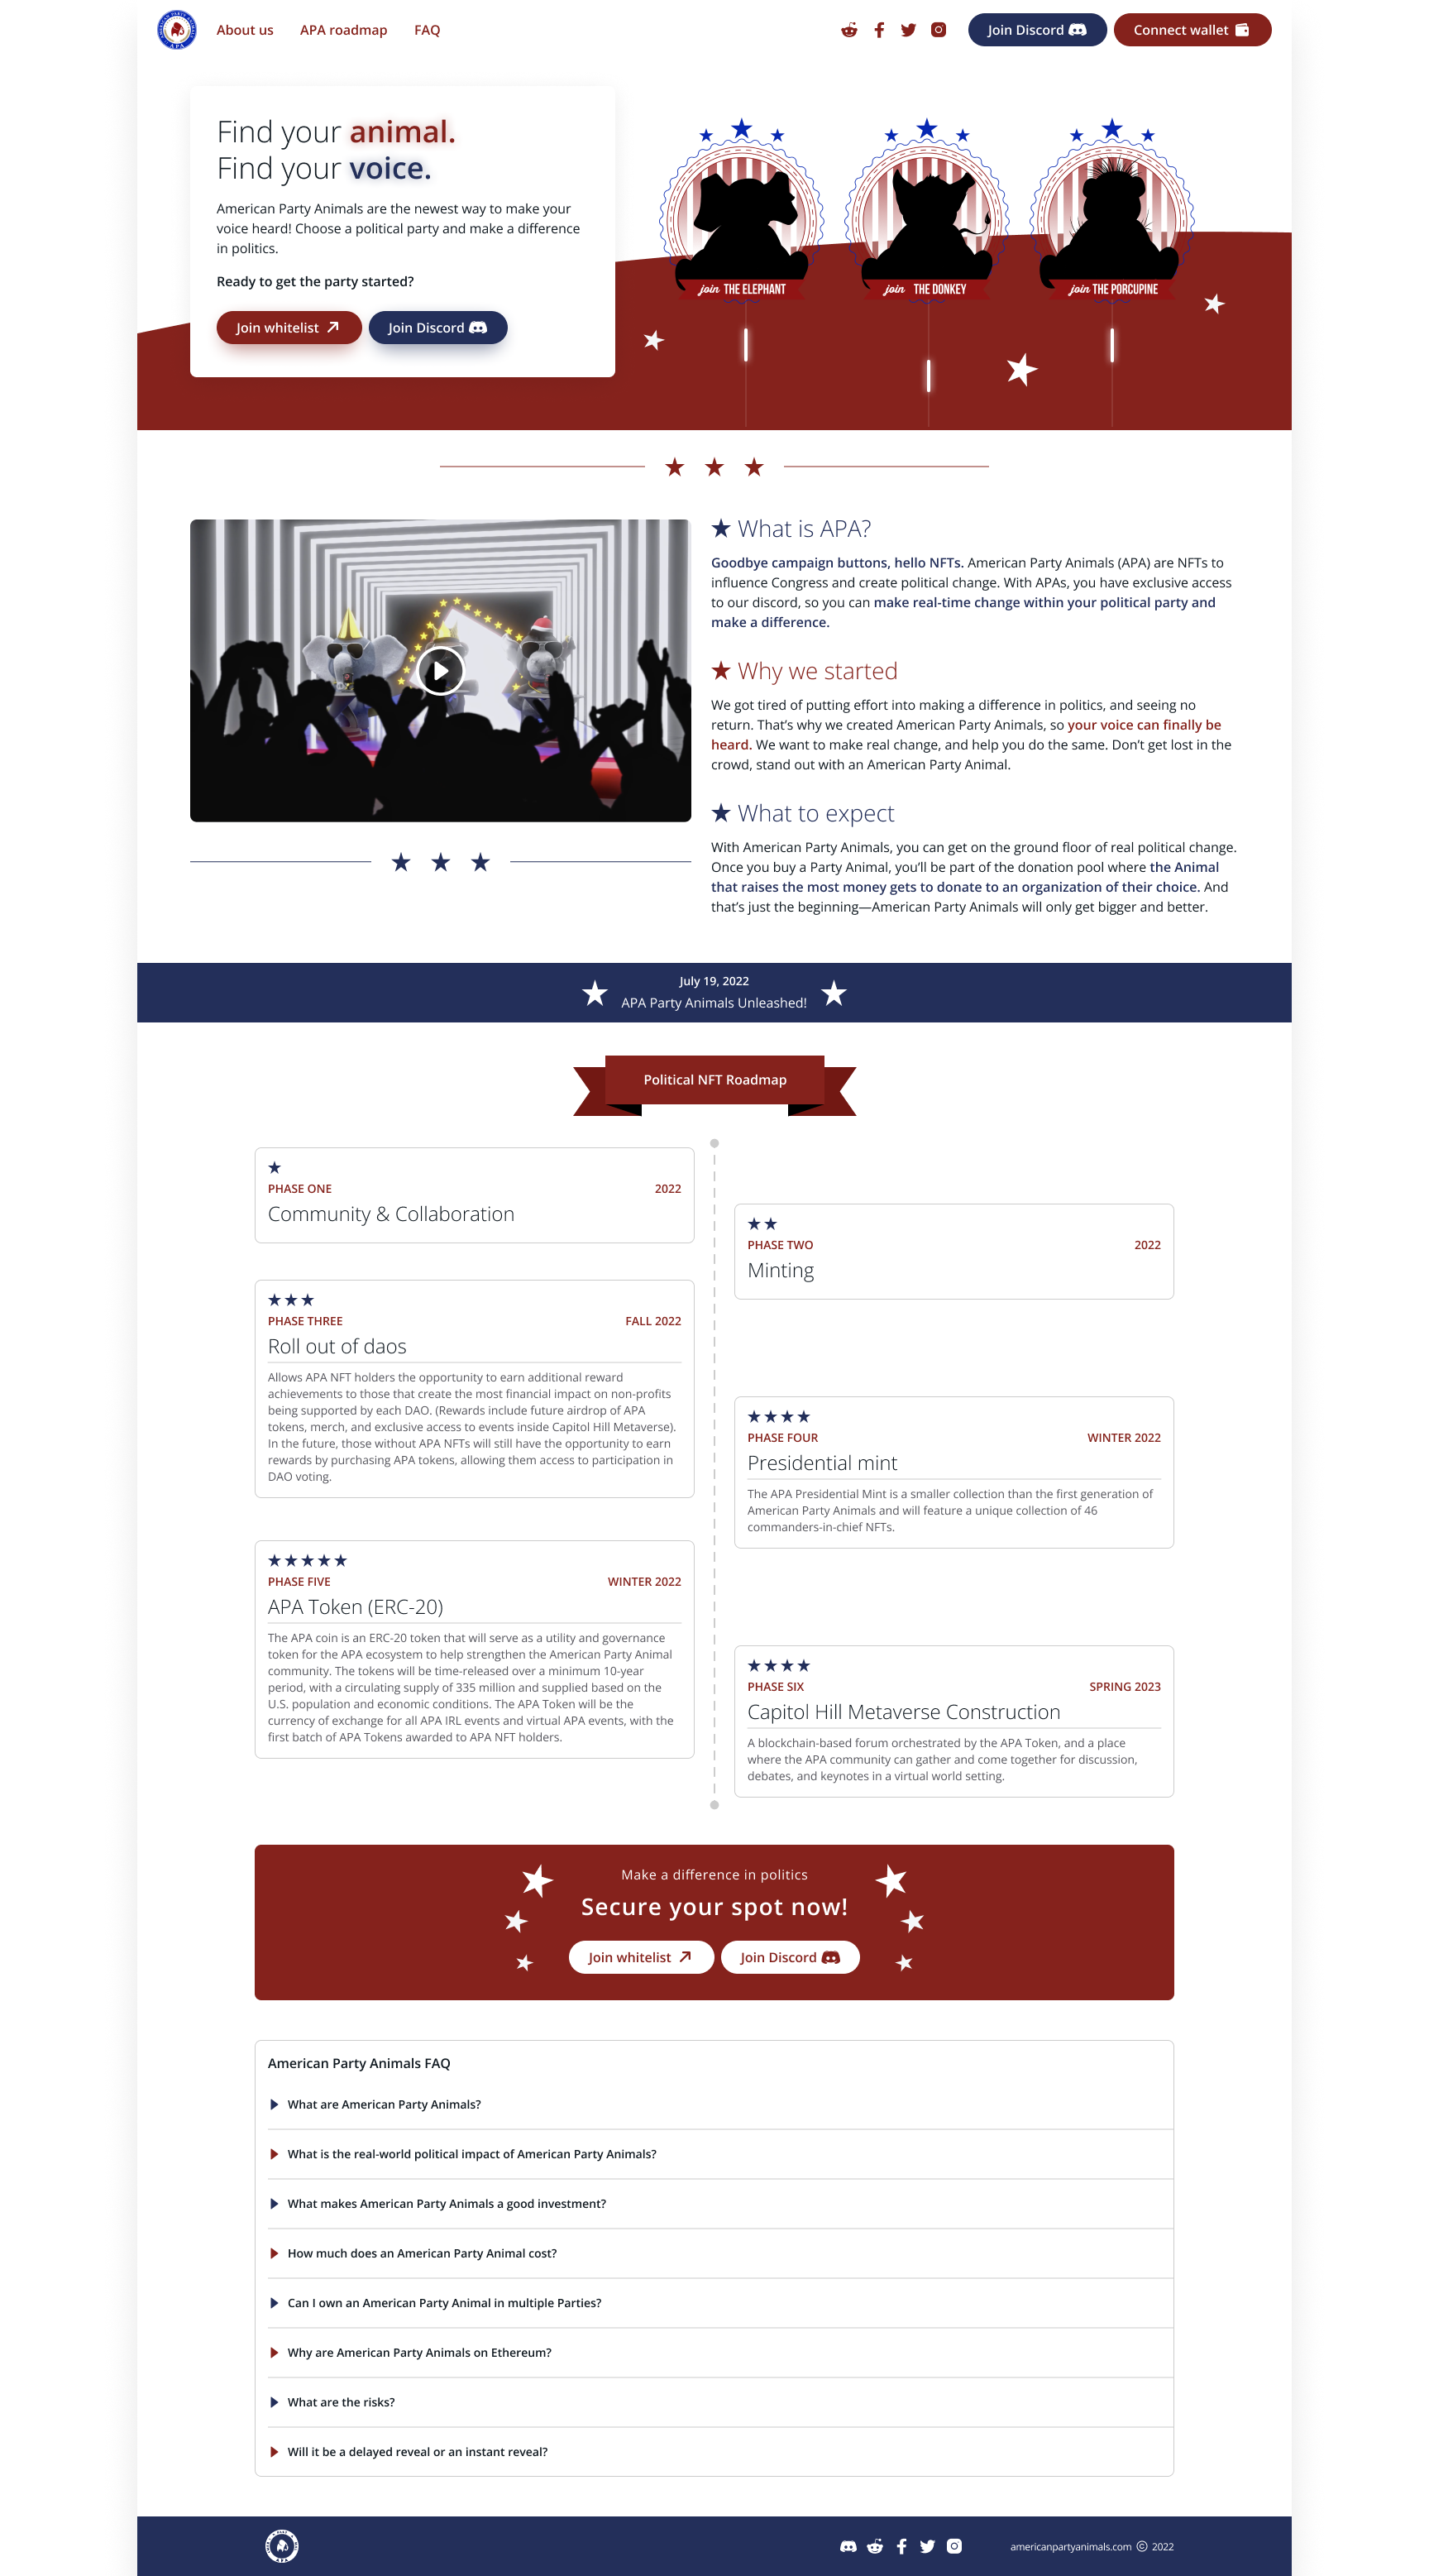 About us
APA roadmap
FAQ
Join Discord
Connect wallet
Find your animal.
Find your voice.
American Party Animals are the newest way to make your
voice heard! Choose a political party and make a difference
in politics.
Ready to get the party started?
Join whitelist
Join Discord
join THE ELEPHANT
join THE DONKEY
join THE PORCUPINE
What is APA?
Goodbye campaign buttons, hello NFTs. American Party Animals (APA) are NFTs to
influence Congress and create political change. With APAs, you have exclusive access
to our discord, so you can make real-time change within your political party and
make a difference.
Why we started
We got tired of putting effort into making a difference in politics, and seeing no
return. That’s why we created American Party Animals, so your voice can finally be
heard. We want to make real change, and help you do the same. Don’t get lost in the
crowd, stand out with an American Party Animal.
What to expect
With American Party Animals, you can get on the ground floor of real political change.
Once you buy a Party Animal, you’ll be part of the donation pool where the Animal
that raises the most money gets to donate to an organization of their choice. And
that’s just the beginning—American Party Animals will only get bigger and better.
July 19, 2022
APA Party Animals Unleashed!
Political NFT Roadmap
PHASE ONE 2022
Community & Collaboration
PHASE TWO 2022
Minting
PHASE THREE FALL 2022
Roll out of daos
Allows APA NFT holders the opportunity to earn additional reward
achievements to those that create the most financial impact on non-profits
being supported by each DAO. (Rewards include future airdrop of APA
tokens, merch, and exclusive access to events inside Capitol Hill Metaverse).
In the future, those without APA NFTs will still have the opportunity to earn
rewards by purchasing APA tokens, allowing them access to participation in
DAO voting.
PHASE FOUR WINTER 2022
Presidential mint
The APA Presidential Mint is a smaller collection than the first generation of
American Party Animals and will feature a unique collection of 46
commanders-in-chief NFTs.
PHASE FIVE WINTER 2022
APA Token (ERC-20)
The APA coin is an ERC-20 token that will serve as a utility and governance
token for the APA ecosystem to help strengthen the American Party Animal
community. The tokens will be time-released over a minimum 10-year
period, with a circulating supply of 335 million and supplied based on the
U.S. population and economic conditions. The APA Token will be the
currency of exchange for all APA IRL events and virtual APA events, with the
first batch of APA Tokens awarded to APA NFT holders.
PHASE SIX SPRING 2023
Capitol Hill Metaverse Construction
A blockchain-based forum orchestrated by the APA Token, and a place
where the APA community can gather and come together for discussion,
debates, and keynotes in a virtual world setting.
Make a difference in politics
Secure your spot now!
Join whitelist
Join Discord
American Party Animals FAQ
What are American Party Animals?
What is the real-world political impact of American Party Animals?
What makes American Party Animals a good investment?
How much does an American Party Animal cost?
Can I own an American Party Animal in multiple Parties?
Why are American Party Animals on Ethereum?
What are the risks?
Will it be a delayed reveal or an instant reveal?
americanpartyanimals.com © 2022